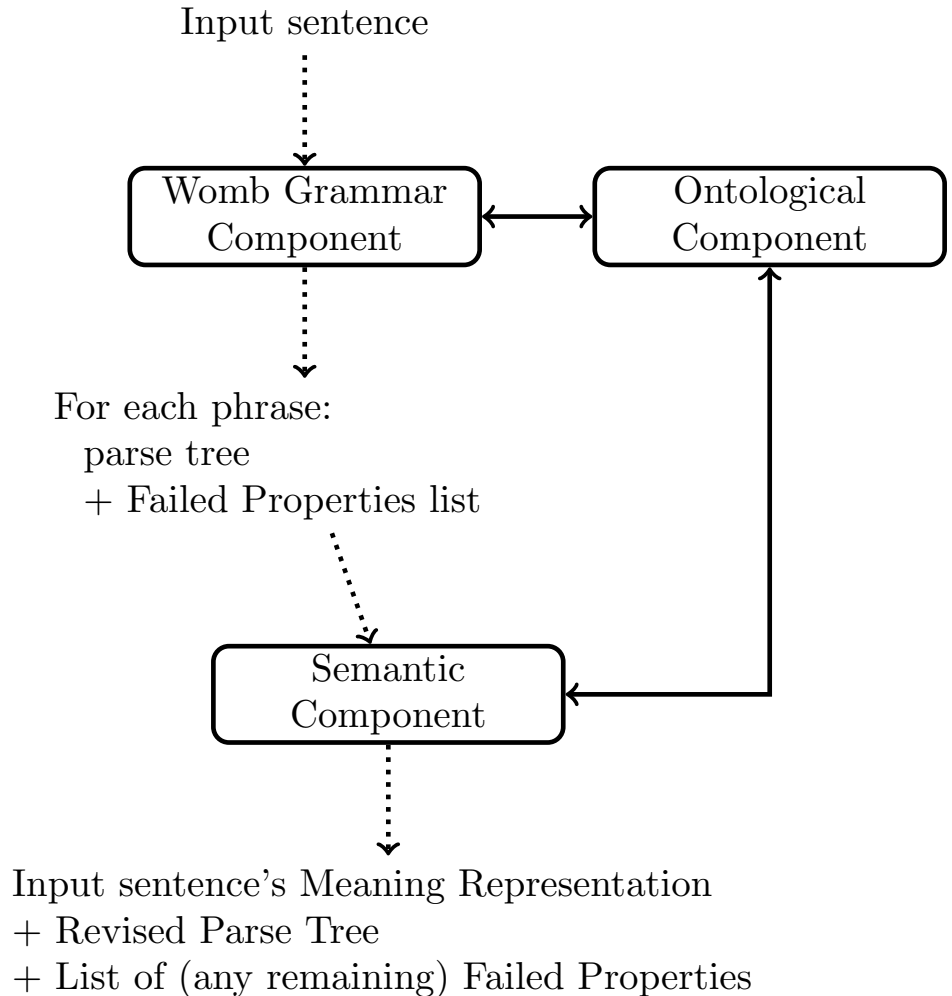 Input sentence
Womb Grammar
Component
Ontological
Component
For each phrase:
parse tree
+ Failed Properties list
Semantic
Component
Input sentence's Meaning Representation
+ Revised Parse Tree
+ List of (any remaining) Failed Properties